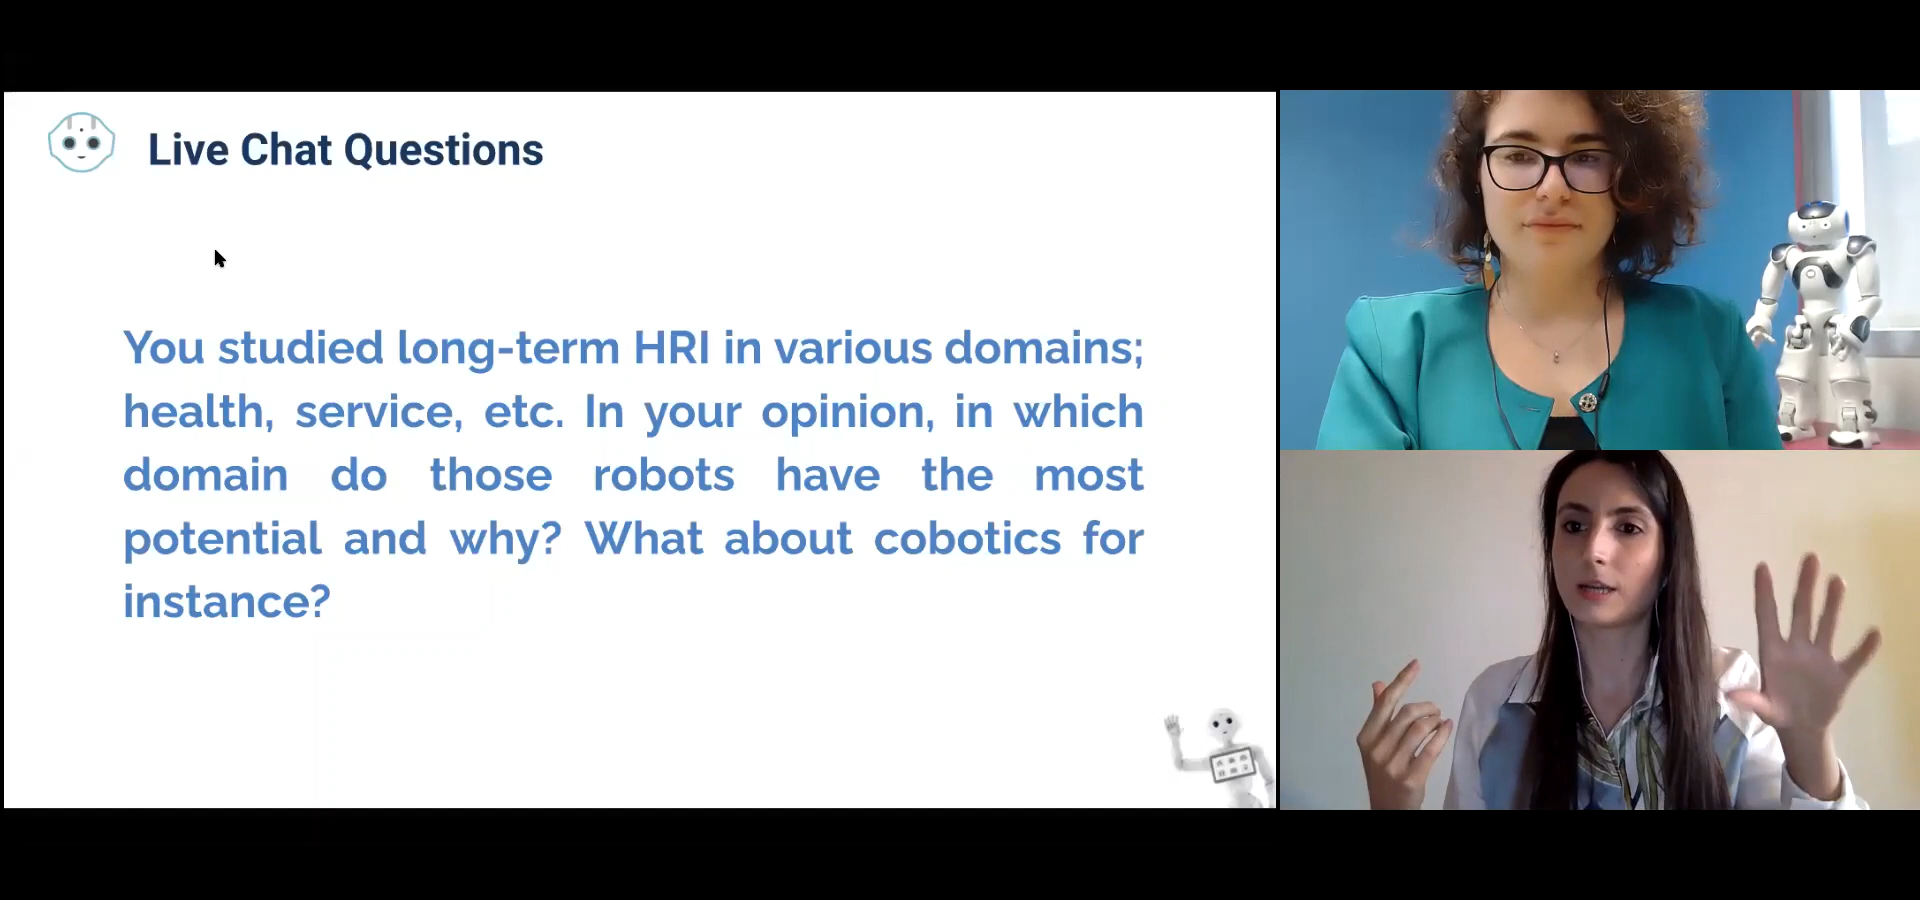 Live Chat Questions
You studied long-term HRI in various domains;
health, service, etc. In your opinion, in which
domain do those robots have the most
potential and why? What about cobotics for
instance?